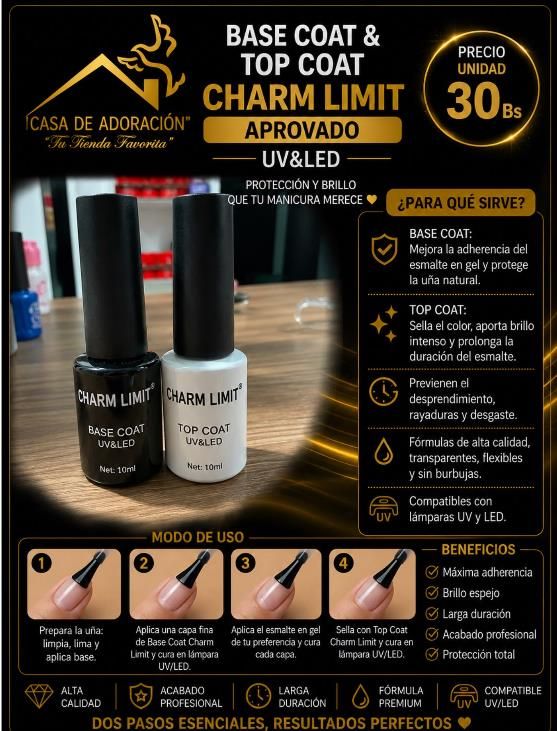 CASA DE ADORACIÓN"
"Tu Tienda Favorita"
BASE COAT &
TOP COAT
CHARM LIMIT
APROVADO
UV&LED
PROTECCIÓN Y BRILLO
QUE TU MANICURA MERECE
PRECIO
UNIDAD
30Bs
¿PARA QUÉ SIRVE?
BASE COAT:
Mejora la adherencia del
esmalte en gel y protege
la uña natural.
TOP COAT:
Sella el color, aporta brillo
intenso y prolonga la
duración del esmalte.
Previenen el
desprendimiento,
rayaduras y desgaste.
Fórmulas de alta calidad,
transparentes, flexibles
y sin burbujas.
UV
Compatibles con
lámparas UV y LED.
CHARM LIMIT®
BASE COAT
UV&LED
Net: 10ml
CHARM LIMIT®
TOP COAT
UV&LED
Net: 10ml
MODO DE USO
1
Prepara la uña:
limpia, lima y
aplica base.
2
Aplica una capa fina
de Base Coat Charm
Limit y cura en lámpara
UV/LED.
3
Aplica el esmalte en gel
de tu preferencia y cura
cada capa.
4
Sella con Top Coat
Charm Limit y cura en
lámpara UV/LED.
BENEFICIOS
Máxima adherencia
Brillo espejo
Larga duración
Acabado profesional
Protección total
ALTA
CALIDAD
ACABADO
PROFESIONAL
LARGA
DURACIÓN
FÓRMULA
PREMIUM
UV
COMPATIBLE
UV/LED
DOS PASOS ESENCIALES, RESULTADOS PERFECTOS